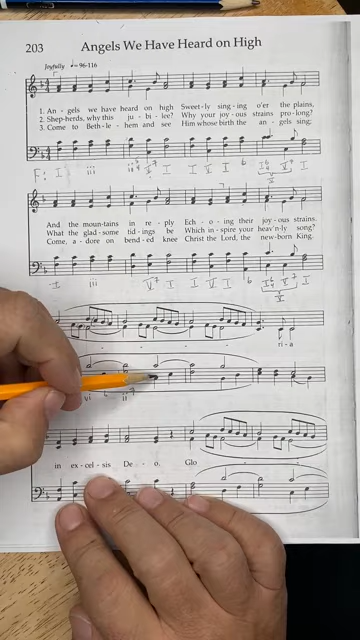 203 Angels We Have Heard on High
Joyfully ♩= 96-116
1. An - gels we have heard on high Sweet - ly sing - ing o'er the plains,
2. Shep-herds, why this ju - bi - lee? Why your joy - ous strains pro - long?
3. Come to Beth - le - hem and see Him whose birth the an - gels sing:
F: I iii V7 I I V I
And the moun-tains in re - ply Ech - o - ing their joy - ous strains.
What the glad - some tid - ings be Which in - spire your heav'n - ly song?
Come, a - dore on bend - ed knee Christ the Lord, the new-born King.
I iii V7 I I V I
ri - a
vi ii
in ex - cel - sis De - o. Glo